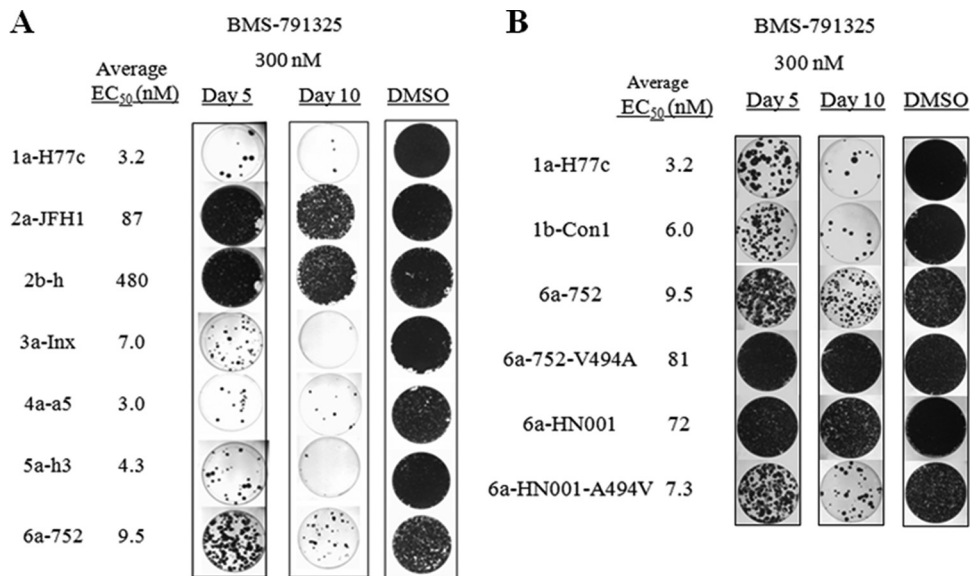 A
BMS-791325
300 nM
Average
EC50 (nM)
Day 5
Day 10
DMSO
1a-H77c 3.2
2a-JFH1 87
2b-h 480
3a-Inx 7.0
4a-a5 3.0
5a-h3 4.3
6a-752 9.5
B
BMS-791325
300 nM
Average
EC50 (nM)
Day 5
Day 10
DMSO
1a-H77c 3.2
1b-Con1 6.0
6a-752 9.5
6a-752-V494A 81
6a-HN001 72
6a-HN001-A494V 7.3